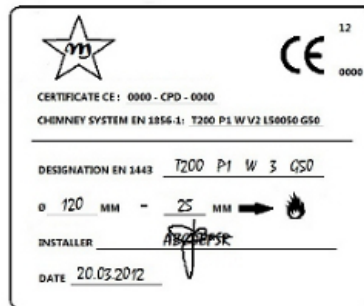 m
12
CE
0000
CERTIFICATE CE: 0000 - CPD - 0000
CHIMNEY SYSTEM EN 1856-1: T200 P1 W V2 L50050 G50
DESIGNATION EN 1443 T200 P1 W 3 G50
ø 120 MM - 25 MM
INSTALLER
DATE 20.03.2012